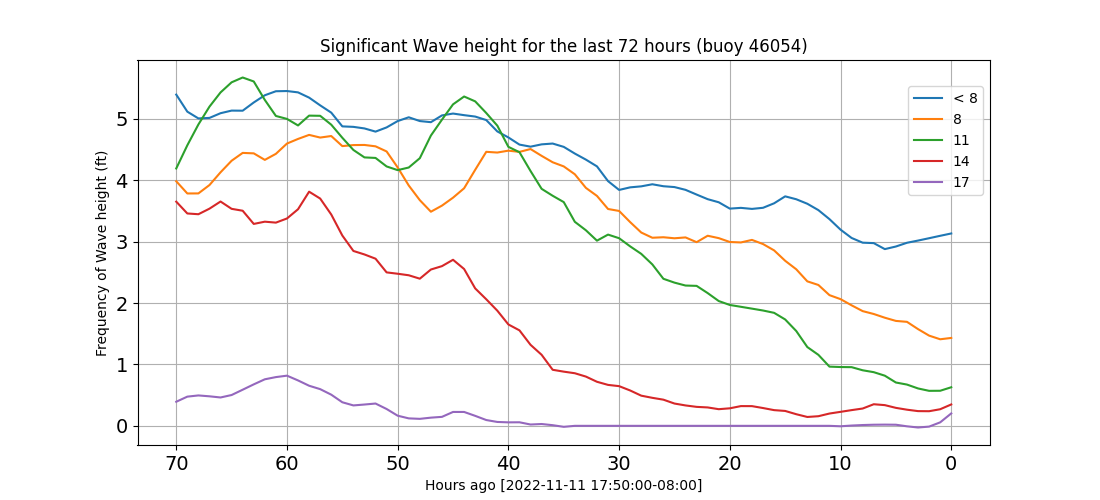 Significant Wave height for the last 72 hours (buoy 46054)
Frequency of Wave height (ft)
5
4
3
2
1
0
< 8
8
11
14
17
70 60 50 40 30 20 10 0
Hours ago [2022-11-11 17:50:00-08:00]